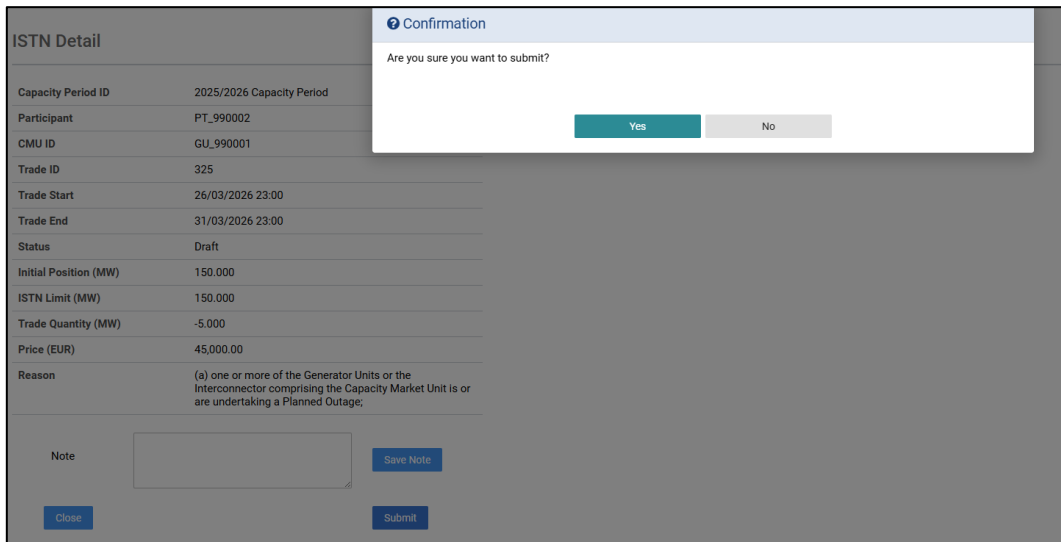 ISTN Detail
Confirmation
Are you sure you want to submit?
Yes No
Capacity Period ID 2025/2026 Capacity Period
Participant PT_990002
CMU ID GU_990001
Trade ID 325
Trade Start 26/03/2026 23:00
Trade End 31/03/2026 23:00
Status Draft
Initial Position (MW) 150.000
ISTN Limit (MW) 150.000
Trade Quantity (MW) -5.000
Price (EUR) 45,000.00
Reason (a) one or more of the Generator Units or the
Interconnector comprising the Capacity Market Unit is or
are undertaking a Planned Outage;
Note Save Note
Close Submit